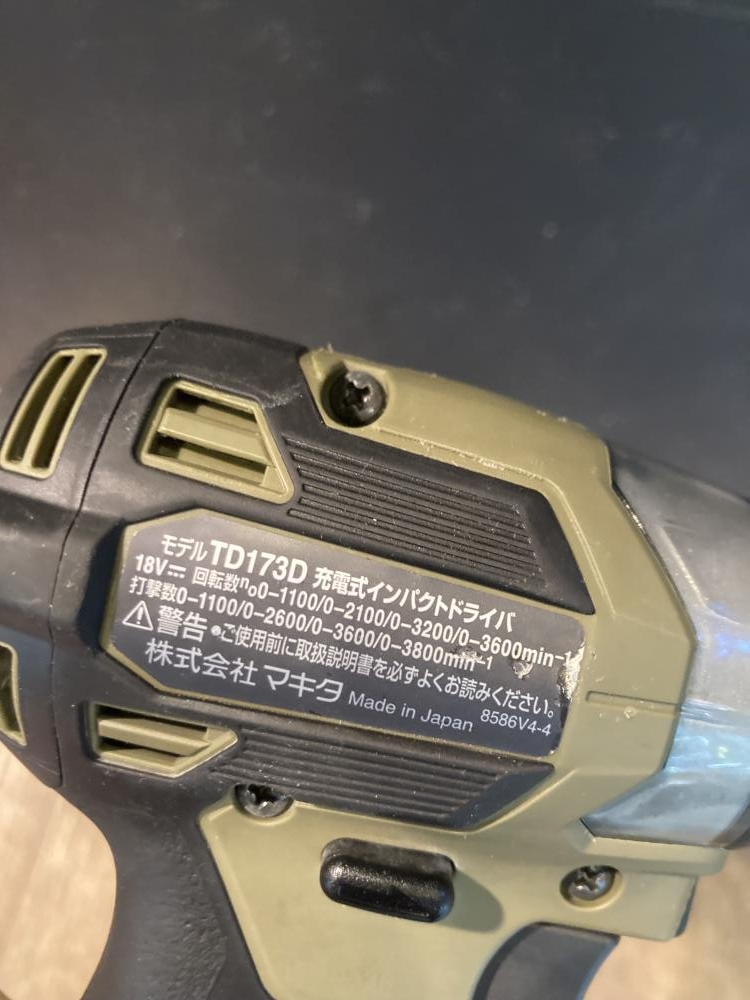 モデル TD173D 充電式インパクトドライバ
18V⎓ 回転数n₀0-1100/0-2100/0-3200/0-3600min⁻¹
打撃数0-1100/0-2600/0-3600/0-3800min⁻¹
⚠警告・ご使用前に取扱説明書を必ずよくお読みください。
株式会社 マキタ Made in Japan 8586V4-4